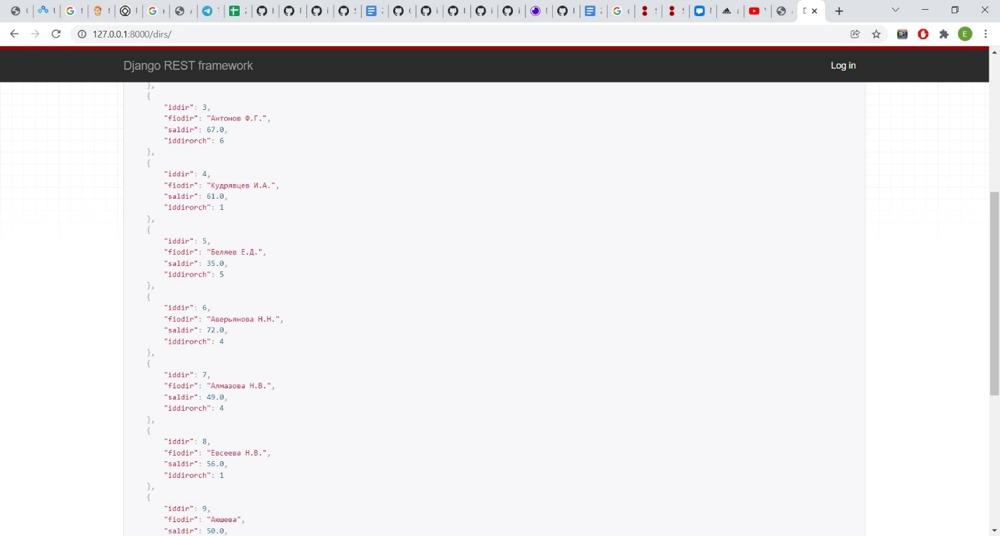 127.0.0.1:8000/dirs/
E
Django REST framework
Log in
},
{
"iddir": 3,
"fiodir": "Антонов Ф.Г.",
"saldir": 67.0,
"iddirorch": 6
},
{
"iddir": 4,
"fiodir": "Кудрявцев И.А.",
"saldir": 61.0,
"iddirorch": 1
},
{
"iddir": 5,
"fiodir": "Беляев Е.Д.",
"saldir": 35.0,
"iddirorch": 5
},
{
"iddir": 6,
"fiodir": "Аверьянова Н.Н.",
"saldir": 72.0,
"iddirorch": 4
},
{
"iddir": 7,
"fiodir": "Алмазова Н.В.",
"saldir": 49.0,
"iddirorch": 4
},
{
"iddir": 8,
"fiodir": "Евсеева Н.В.",
"saldir": 56.0,
"iddirorch": 1
},
{
"iddir": 9,
"fiodir": "Аюшева",
"saldir": 50.0,